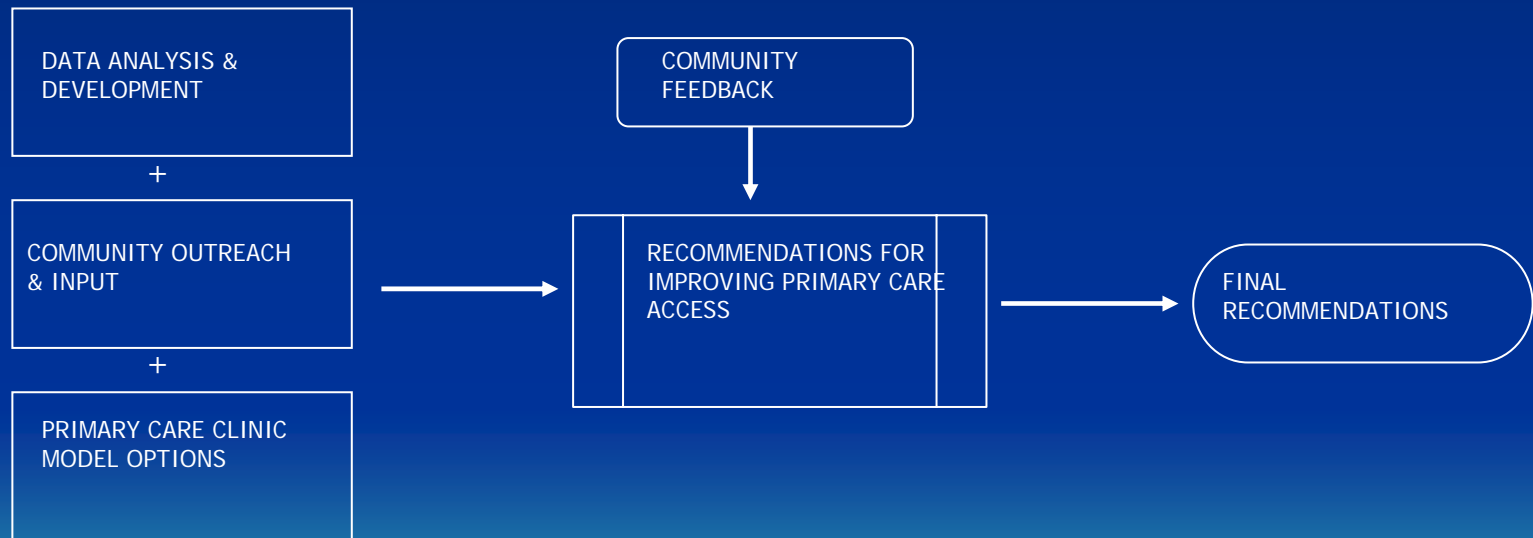 DATA ANALYSIS &
DEVELOPMENT
+
COMMUNITY OUTREACH
& INPUT
+
PRIMARY CARE CLINIC
MODEL OPTIONS
COMMUNITY
FEEDBACK
RECOMMENDATIONS FOR
IMPROVING PRIMARY CARE
ACCESS
FINAL
RECOMMENDATIONS